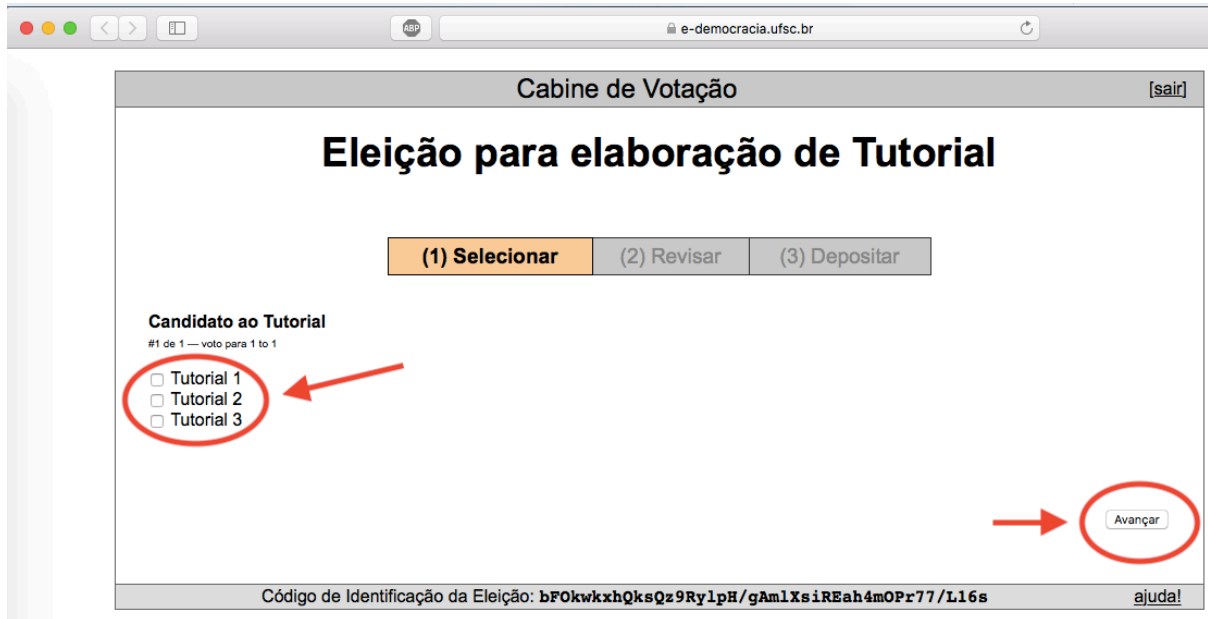 ABP
e-democracia.ufsc.br
Cabine de Votação
[sair]
Eleição para elaboração de Tutorial
(1) Selecionar
(2) Revisar
(3) Depositar
Candidato ao Tutorial
#1 de 1 — voto para 1 to 1
Tutorial 1
Tutorial 2
Tutorial 3
Avançar
Código de Identificação da Eleição: bFOkwkxhQksQz9RylpH/gAmlXsiREah4mOPr77/L16s
ajuda!